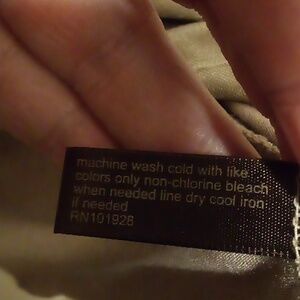 machine wash cold with like
colors only non-chlorine bleach
when needed line dry cool iron
if needed
RN101928